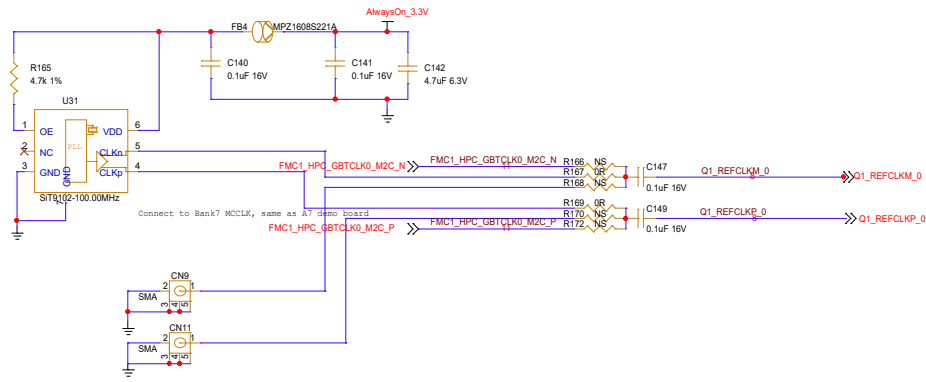 AlwaysOn_3.3V
FB4 MPZ1608S221A
R165
4.7k 1%
C140
0.1uF 16V
C141
0.1uF 16V
C142
4.7uF 6.3V
U31
1 OE VDD 6
PLL
2 NC CLKn 5
3 GND CLKp 4
GND
7
SiT9102-100.00MHz
Connect to Bank7 MCCLK, same as A7 demo board
FMC1_HPC_GBTCLK0_M2C_N
FMC1_HPC_GBTCLK0_M2C_N
R166 NS
R167 0R
R168 NS
C147
0.1uF 16V
Q1_REFCLKM_0
Q1_REFCLKM_0
R169 0R
R170 NS
R172 NS
FMC1_HPC_GBTCLK0_M2C_P
FMC1_HPC_GBTCLK0_M2C_P
C149
0.1uF 16V
Q1_REFCLKP_0
Q1_REFCLKP_0
CN9
2 1
SMA
3 4 5
CN11
2 1
SMA
3 4 5